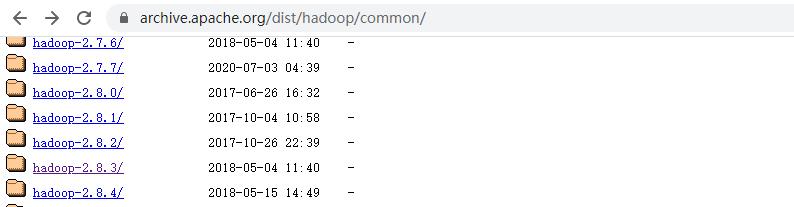 archive.apache.org/dist/hadoop/common/
hadoop-2.7.6/ 2018-05-04 11:40 -
hadoop-2.7.7/ 2020-07-03 04:39 -
hadoop-2.8.0/ 2017-06-26 16:32 -
hadoop-2.8.1/ 2017-10-04 10:58 -
hadoop-2.8.2/ 2017-10-26 22:39 -
hadoop-2.8.3/ 2018-05-04 11:40 -
hadoop-2.8.4/ 2018-05-15 14:49 -